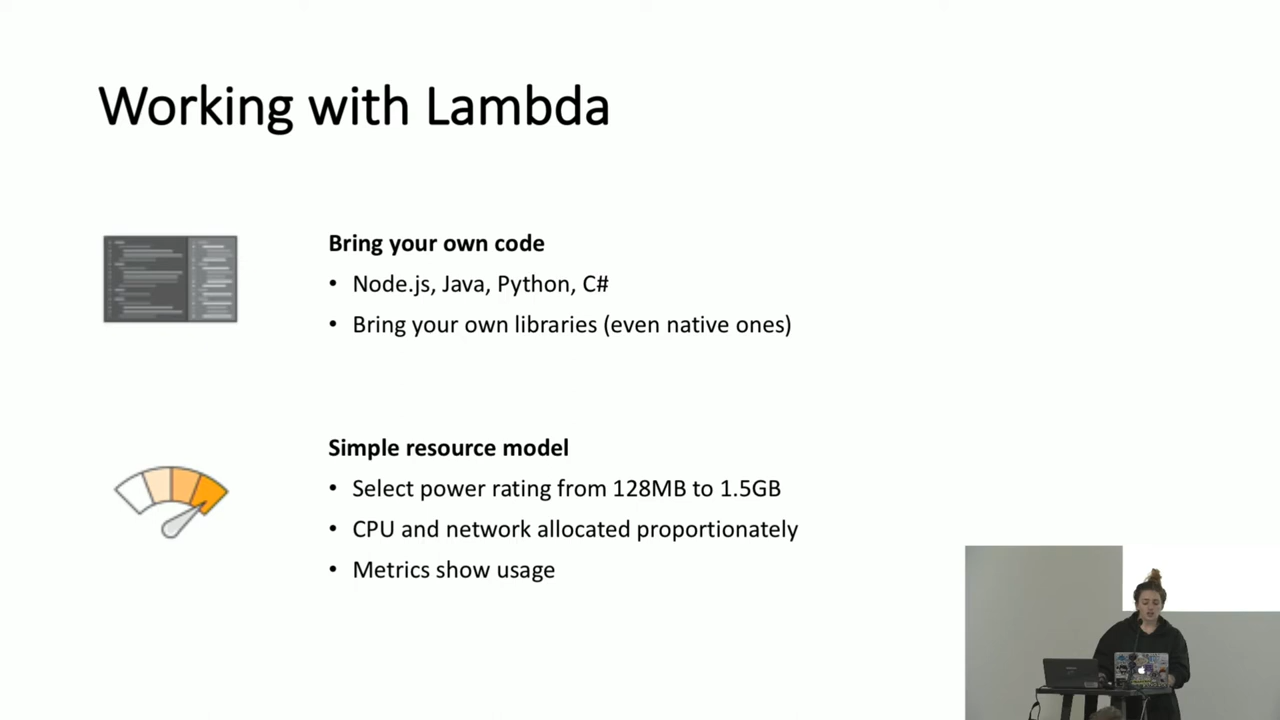 Working with Lambda
Bring your own code
• Node.js, Java, Python, C#
• Bring your own libraries (even native ones)
Simple resource model
• Select power rating from 128MB to 1.5GB
• CPU and network allocated proportionately
• Metrics show usage